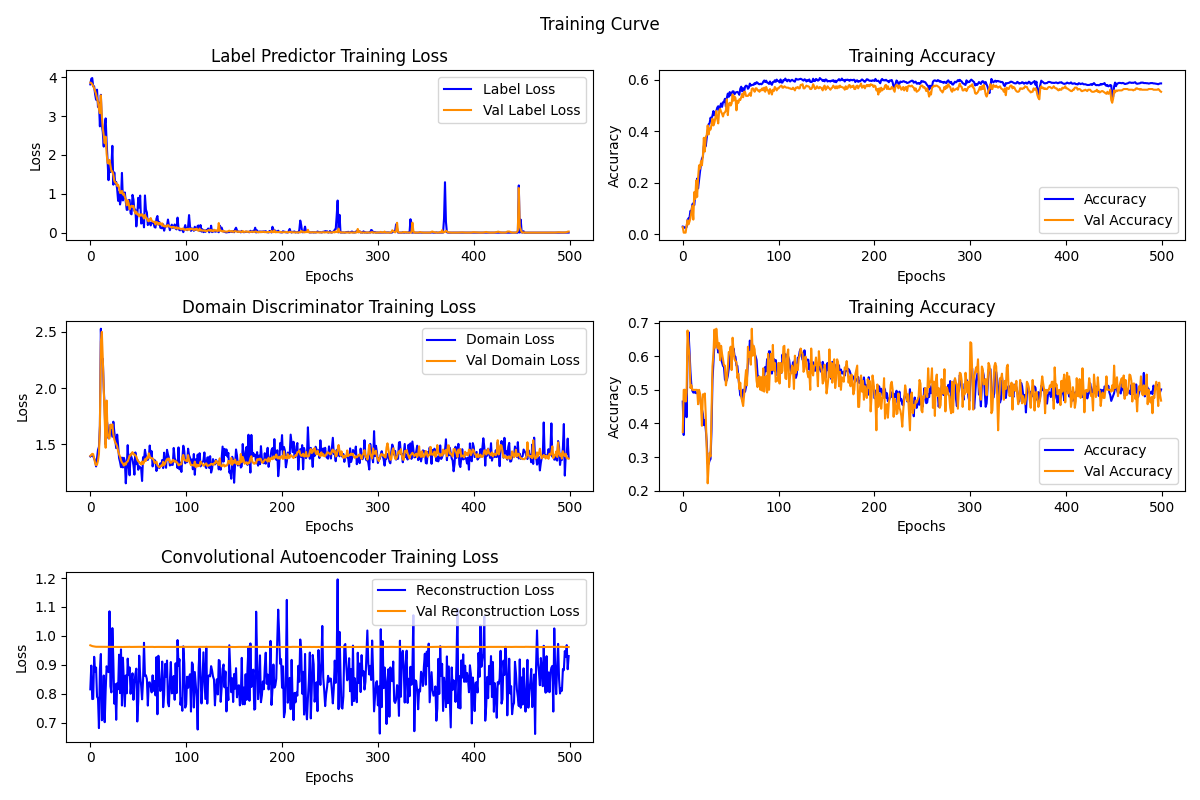 Training Curve
Label Predictor Training Loss
4
3
2
1
0
Loss
Label Loss
Val Label Loss
0 100 200 300 400 500
Epochs
Training Accuracy
0.6
0.4
0.2
0.0
Accuracy
Accuracy
Val Accuracy
0 100 200 300 400 500
Epochs
Domain Discriminator Training Loss
2.5
2.0
1.5
Loss
Domain Loss
Val Domain Loss
0 100 200 300 400 500
Epochs
Training Accuracy
0.7
0.6
0.5
0.4
0.3
0.2
Accuracy
Accuracy
Val Accuracy
0 100 200 300 400 500
Epochs
Convolutional Autoencoder Training Loss
1.2
1.1
1.0
0.9
0.8
0.7
Loss
Reconstruction Loss
Val Reconstruction Loss
0 100 200 300 400 500
Epochs